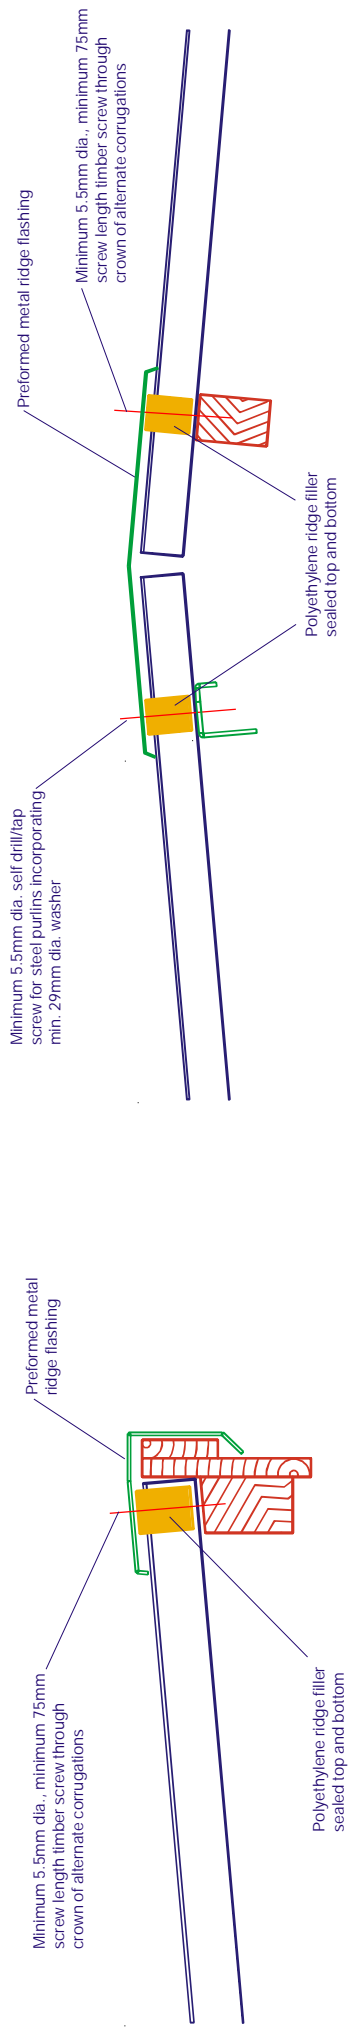 Minimum 5.5mm dia., minimum 75mm
screw length timber screw through
crown of alternate corrugations
Preformed metal
ridge flashing
Polyethylene ridge filler
sealed top and bottom
Minimum 5.5mm dia. self drill/tap
screw for steel purlins incorporating
min. 29mm dia. washer
Preformed metal ridge flashing
Minimum 5.5mm dia., minimum 75mm
screw length timber screw through
crown of alternate corrugations
Polyethylene ridge filler
sealed top and bottom